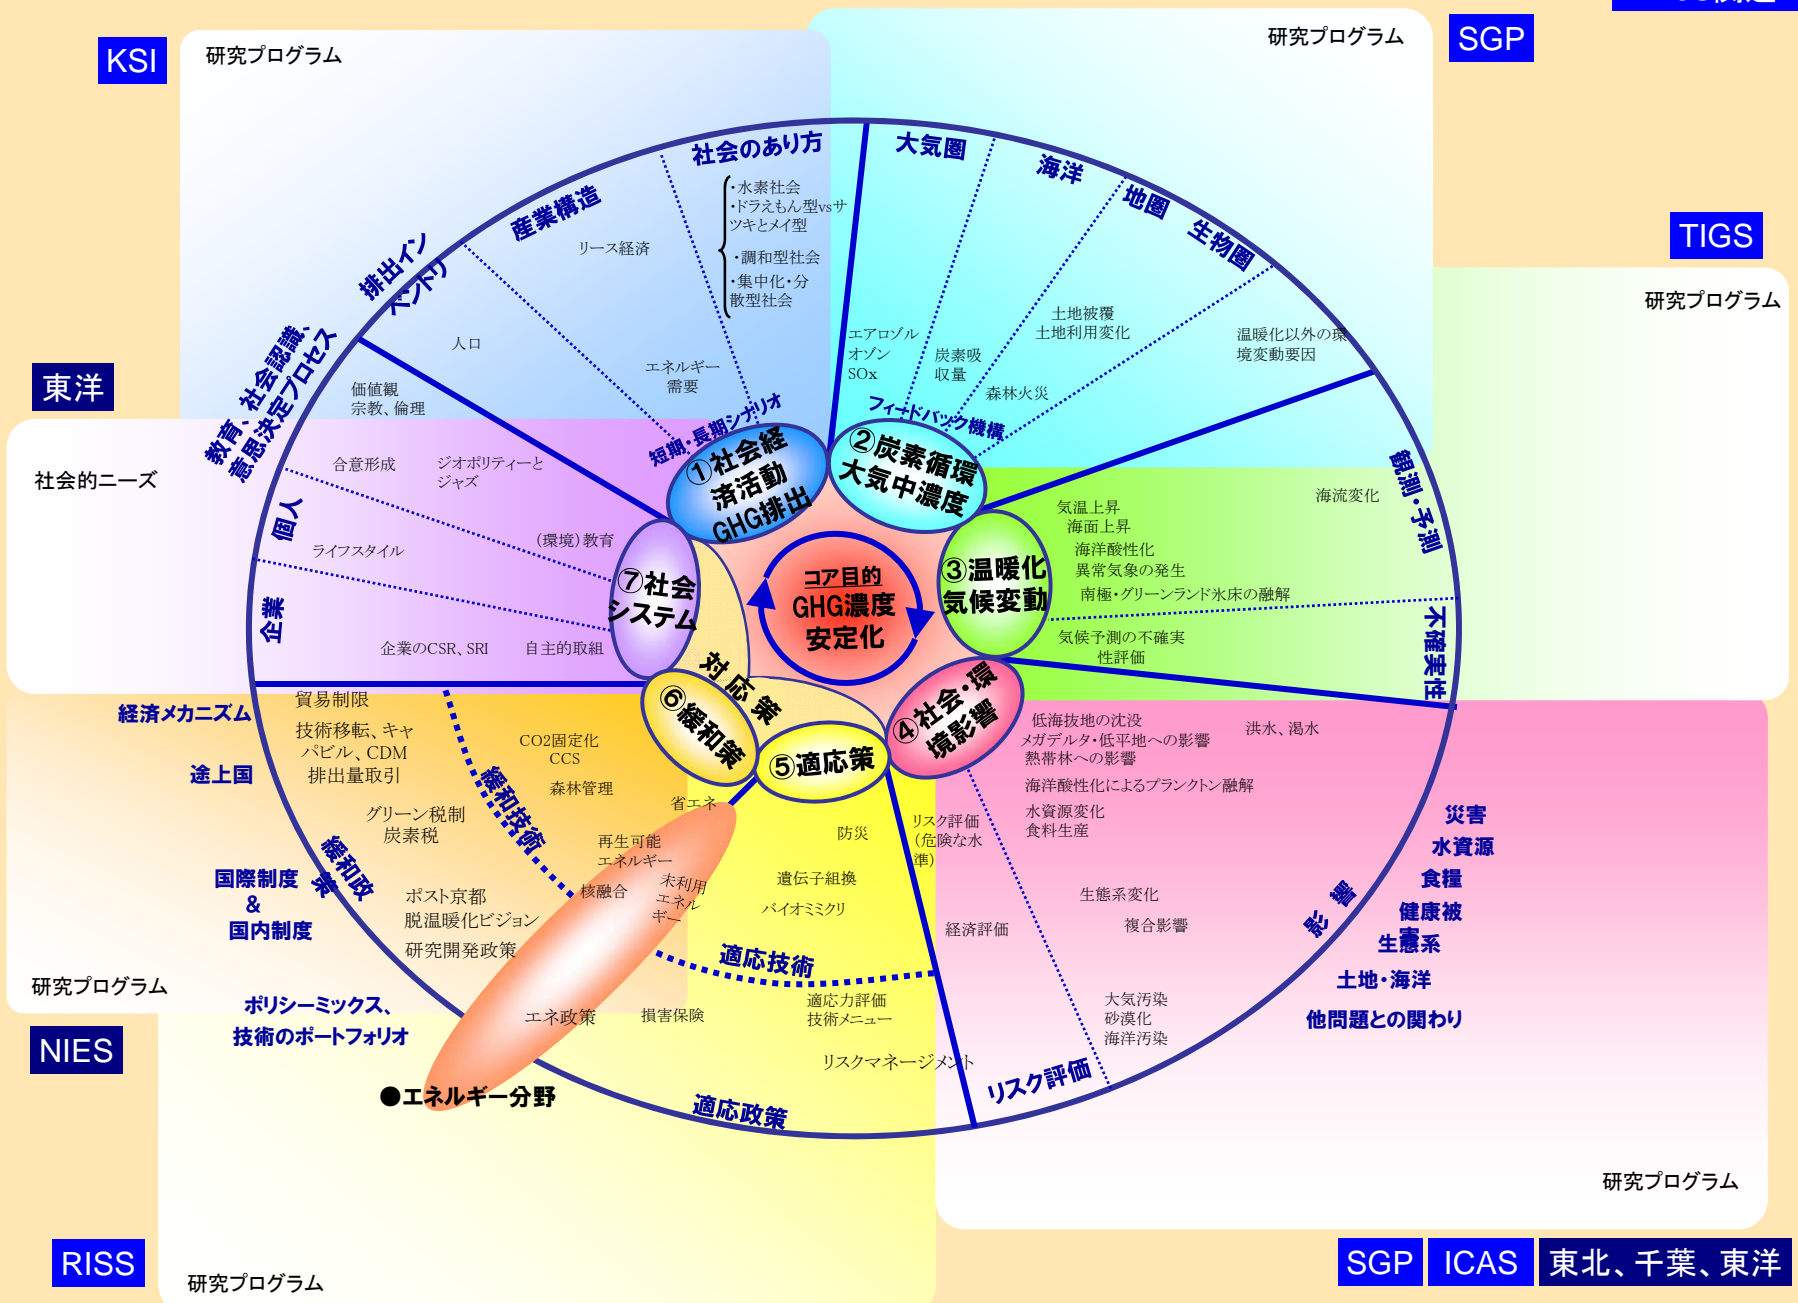 KSI
研究プログラム
研究プログラム
SGP
TIGS
研究プログラム
社会のあり方
・水素社会
・ドラえもん型vsサ
ツキとメイ型
・調和型社会
・集中化・分
散型社会
産業構造
リース経済
排出イン
ベントリ
人口
エネルギー
需要
短期・長期シナリオ
①社会経
済活動
GHG排出
大気圏
海洋
地圏
生物圏
エアロゾル
オゾン
SOx
炭素吸
収量
森林火災
土地被覆
土地利用変化
温暖化以外の環
境変動要因
フィードバック機構
②炭素循環
大気中濃度
東洋
社会的ニーズ
教育、社会認識、
意思決定プロセス
価値観
宗教、倫理
合意形成
ジオポリティーと
ジャズ
個人
ライフスタイル
(環境)教育
企業
企業のCSR、SRI
自主的取組
⑦社会
システム
コア目的
GHG濃度
安定化
観測・予測
気温上昇
海面上昇
海洋酸性化
異常気象の発生
南極・グリーンランド氷床の融解
海流変化
③温暖化
気候変動
不確実性
気候予測の不確実
性評価
対応策
⑥緩和策
⑤適応策
④社会・環
境影響
経済メカニズム
途上国
国際制度
&
国内制度
ポリシーミックス、
技術のポートフォリオ
貿易制限
技術移転、キャ
パビル、CDM
排出量取引
グリーン税制
炭素税
緩和政
策
ポスト京都
脱温暖化ビジョン
研究開発政策
緩和技術
CO2固定化
CCS
森林管理
省エネ
再生可能
エネルギー
核融合
未利用
エネル
ギー
エネ政策
●エネルギー分野
研究プログラム
NIES
防災
遺伝子組換
バイオミミクリ
適応技術
損害保険
適応力評価
技術メニュー
リスクマネージメント
適応政策
リスク評価
(危険な水
準)
経済評価
リスク評価
低海抜地の沈没
メガデルタ・低平地への影響
熱帯林への影響
洪水、渇水
海洋酸性化によるプランクトン融解
水資源変化
食料生産
生態系変化
複合影響
大気汚染
砂漠化
海洋汚染
影響
災害
水資源
食糧
健康被
害
生態系
土地・海洋
他問題との関わり
研究プログラム
RISS
研究プログラム
SGP
ICAS
東北、千葉、東洋